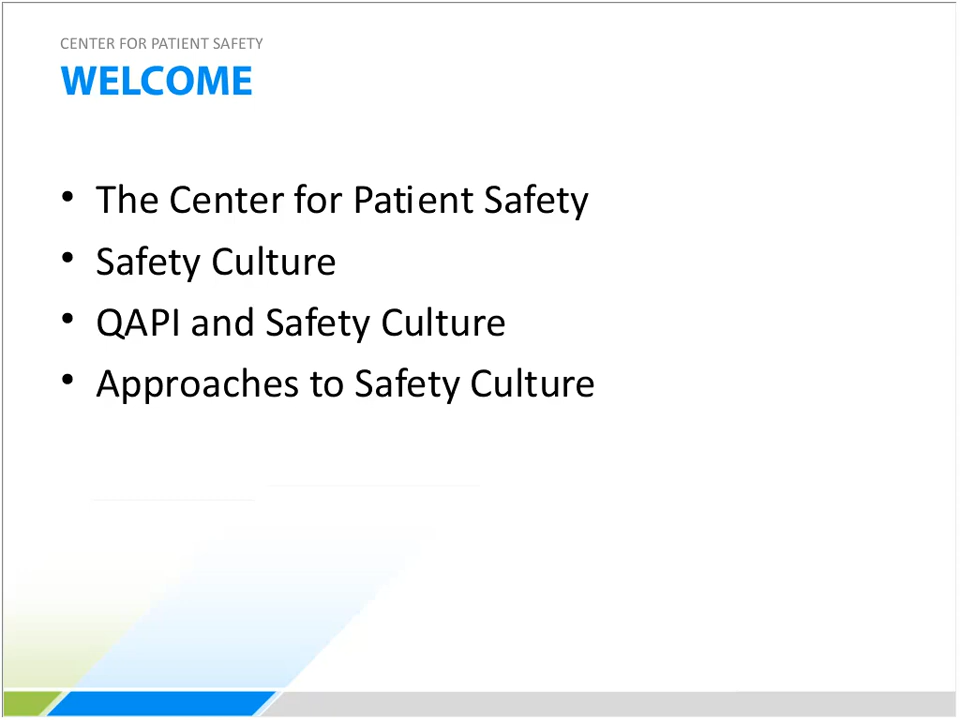 CENTER FOR PATIENT SAFETY
WELCOME
• The Center for Patient Safety
• Safety Culture
• QAPI and Safety Culture
• Approaches to Safety Culture